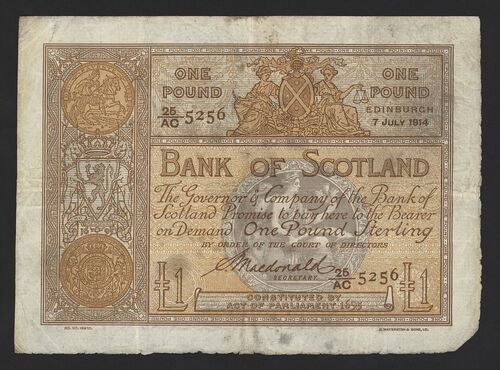 ONE POUND
25/AC 5256
ONE POUND
EDINBURGH
7 JULY 1914
BANK OF SCOTLAND
The Governor & Company of the Bank of
Scotland Promise to pay here to the Bearer
on Demand One Pound Sterling
BY ORDER OF THE COURT OF DIRECTORS
SMacdonald
SECRETARY.
25/AC 5256
£1
£1
CONSTITUTED BY
ACT OF PARLIAMENT 1695